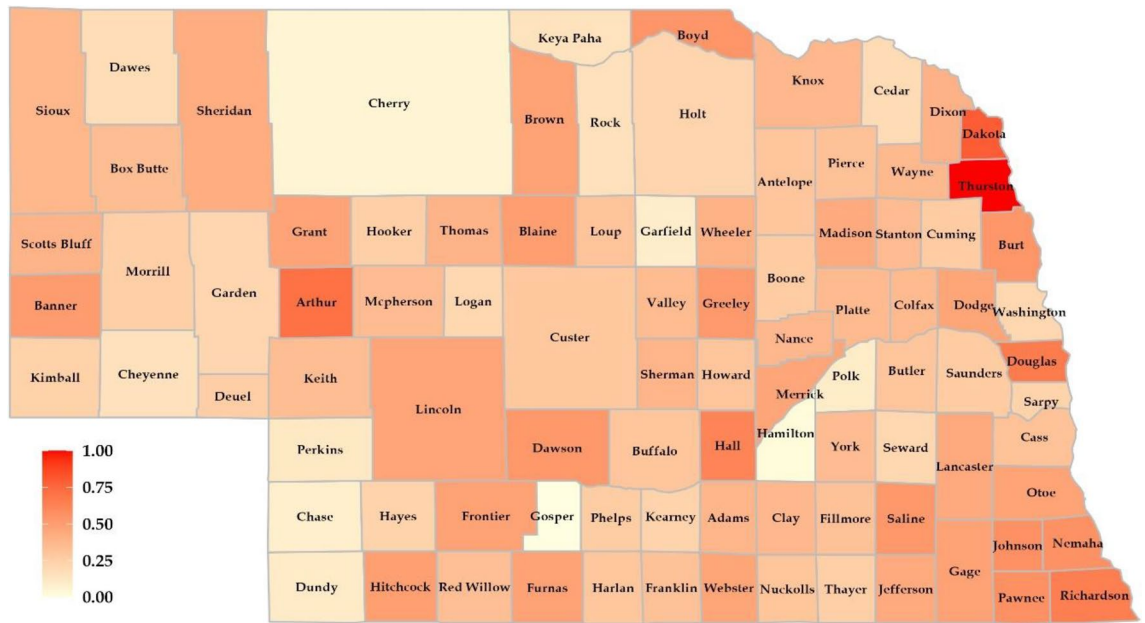 Keya Paha Boyd
Dawes Knox Cedar
Sioux Sheridan Cherry Brown Rock Holt Dixon
Dakota
Box Butte Antelope Pierce Wayne
Thurston
Scotts Bluff Grant Hooker Thomas Blaine Loup Garfield Wheeler Madison Stanton Cuming Burt
Morrill Garden Boone
Banner Arthur Mcpherson Logan Valley Greeley Platte Colfax Dodge Washington
Custer Nance
Kimball Cheyenne Keith Sherman Howard Polk Butler Saunders Douglas
Deuel Lincoln Merrick Sarpy
Perkins Dawson Buffalo Hall Hamilton York Seward Lancaster Cass
1.00
0.75
0.50
0.25
0.00
Otoe
Chase Hayes Frontier Gosper Phelps Kearney Adams Clay Fillmore Saline
Johnson Nemaha
Dundy Hitchcock Red Willow Furnas Harlan Franklin Webster Nuckolls Thayer Jefferson Gage Pawnee Richardson